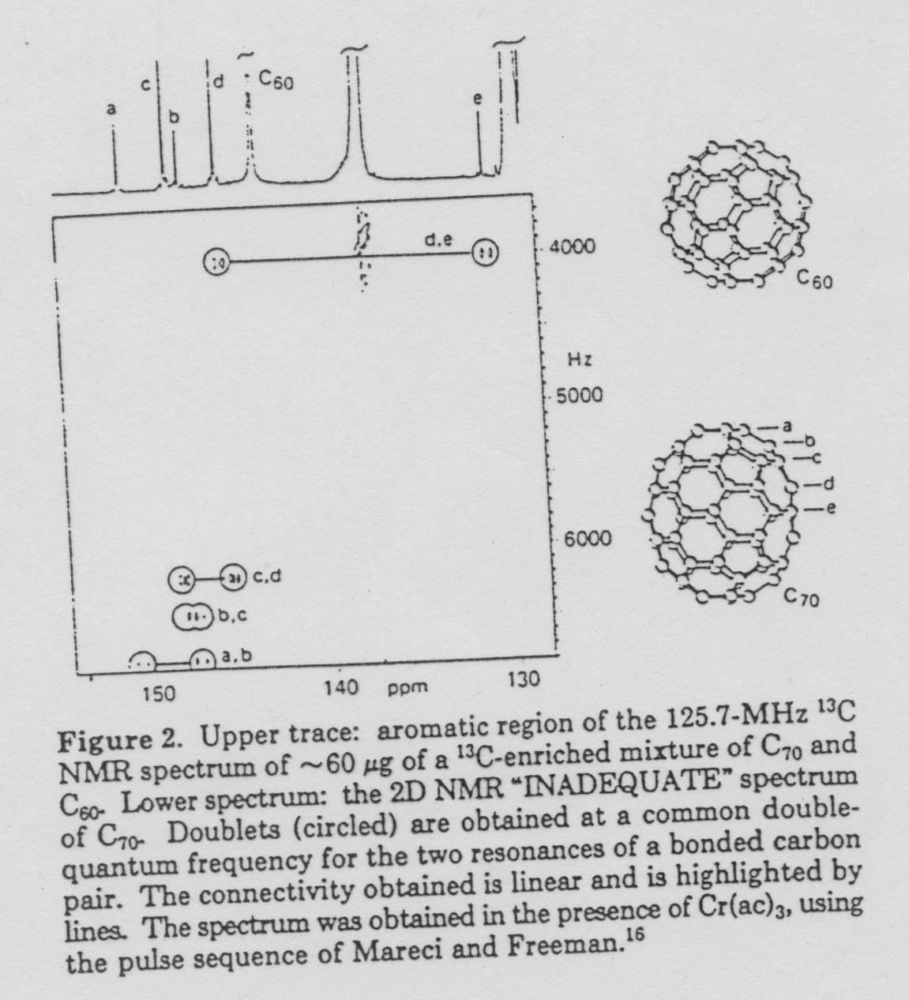 a c b d C60 e
d,e
4000
C60
Hz
5000
a
b
c
d
e
6000
c,d
b,c
C70
a,b
150 140 ppm 130
Figure 2. Upper trace: aromatic region of the 125.7-MHz ¹³C
NMR spectrum of ~60 μg of a ¹³C-enriched mixture of C₇₀ and
C₆₀. Lower spectrum: the 2D NMR “INADEQUATE” spectrum
of C₇₀. Doublets (circled) are obtained at a common double-
quantum frequency for the two resonances of a bonded carbon
pair. The connectivity obtained is linear and is highlighted by
lines. The spectrum was obtained in the presence of Cr(ac)₃, using
the pulse sequence of Mareci and Freeman.¹⁶